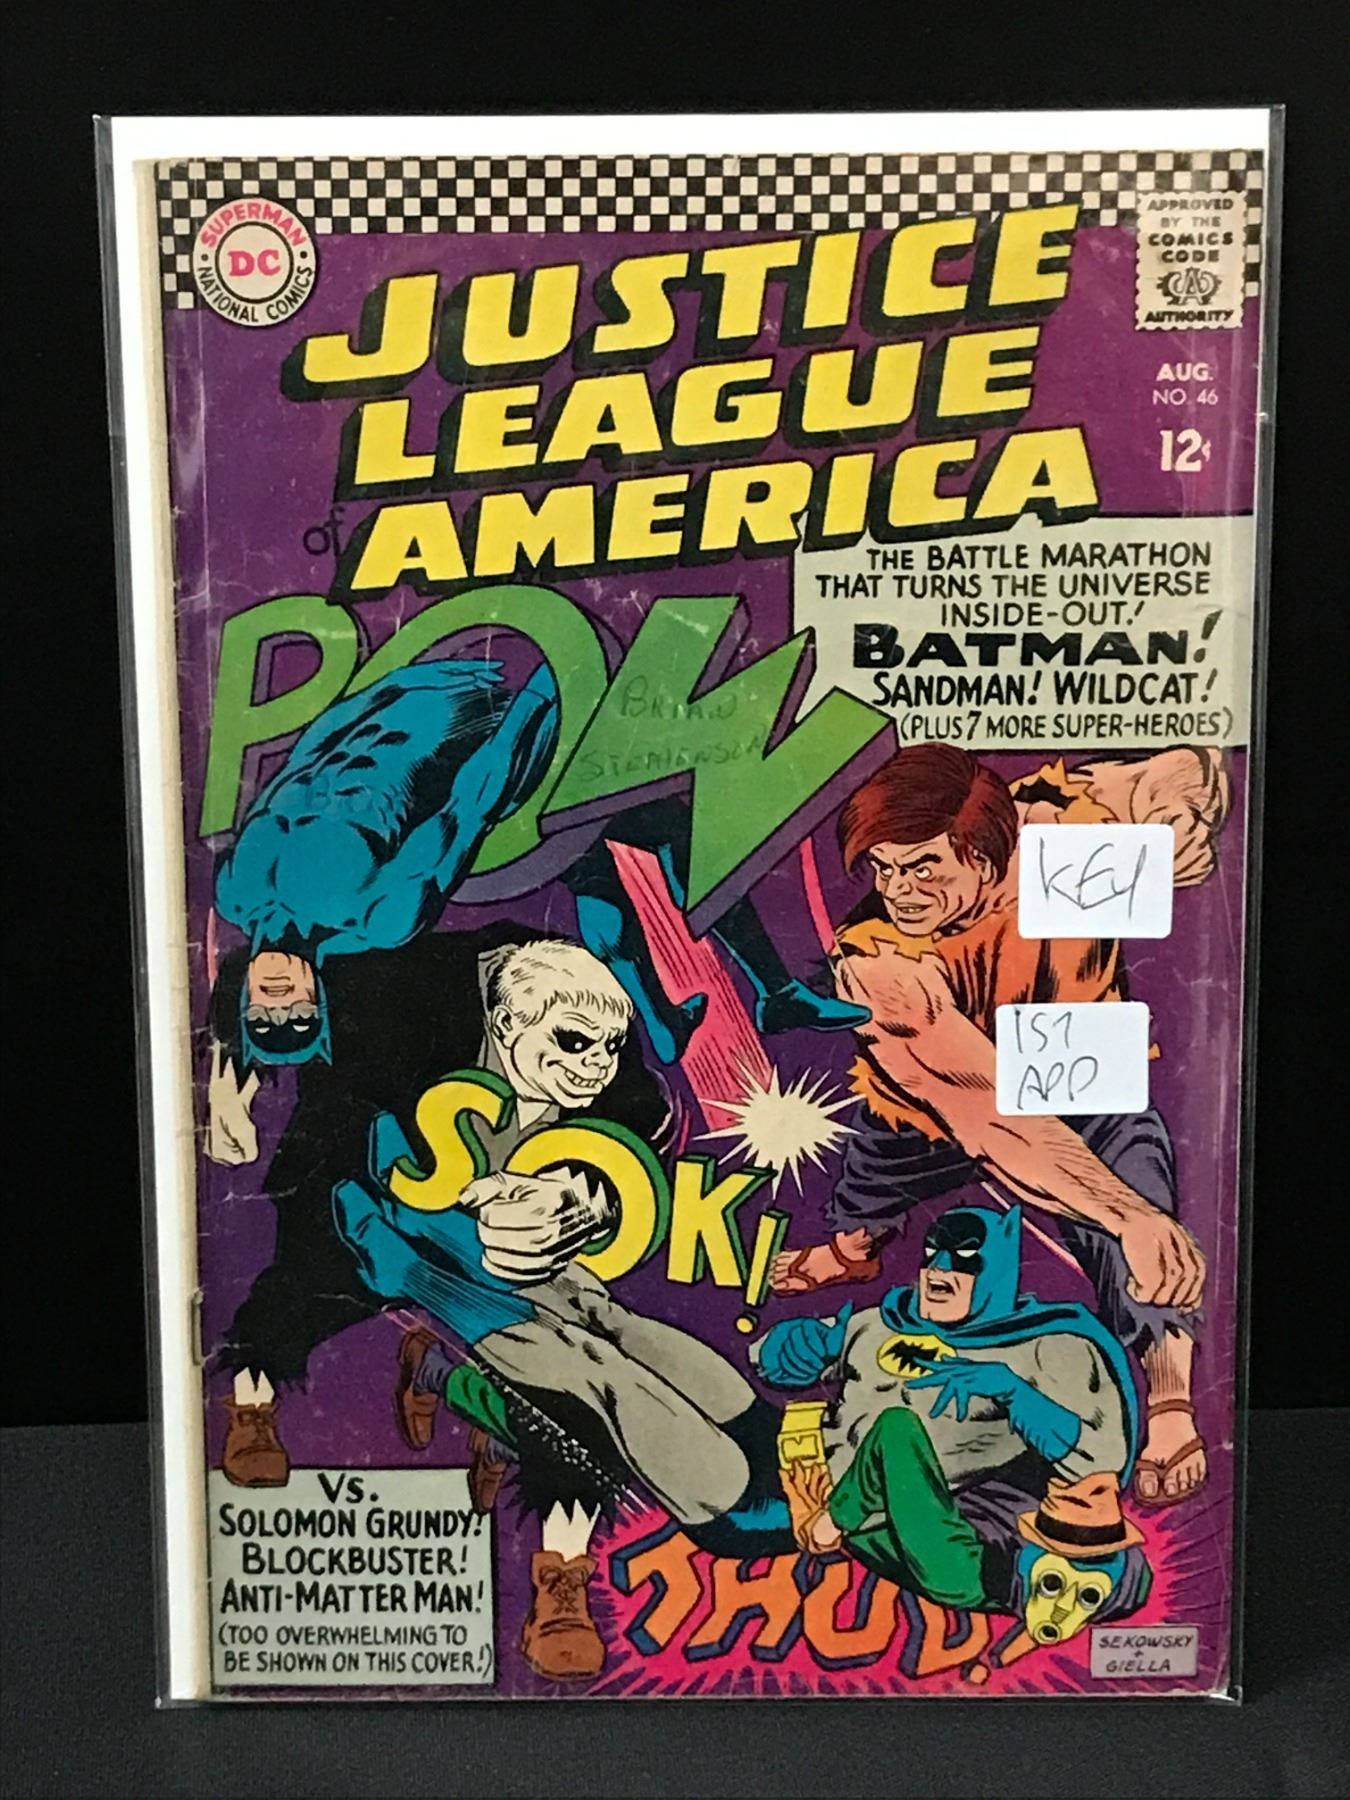 SUPERMAN
DC
NATIONAL COMICS
APPROVED
BY THE
COMICS
CODE
AUTHORITY
JUSTICE
LEAGUE
of AMERICA
AUG.
NO. 46
12¢
THE BATTLE MARATHON
THAT TURNS THE UNIVERSE
INSIDE-OUT!
BATMAN!
SANDMAN! WILDCAT!
(PLUS 7 MORE SUPER-HEROES)
POW
BRIAN
STEPHENSON
KEY
1ST
APP
SOK!
VS.
SOLOMON GRUNDY!
BLOCKBUSTER!
ANTI-MATTER MAN!
(TOO OVERWHELMING TO
BE SHOWN ON THIS COVER!)
THUD!
SEKOWSKY
+
GIELLA